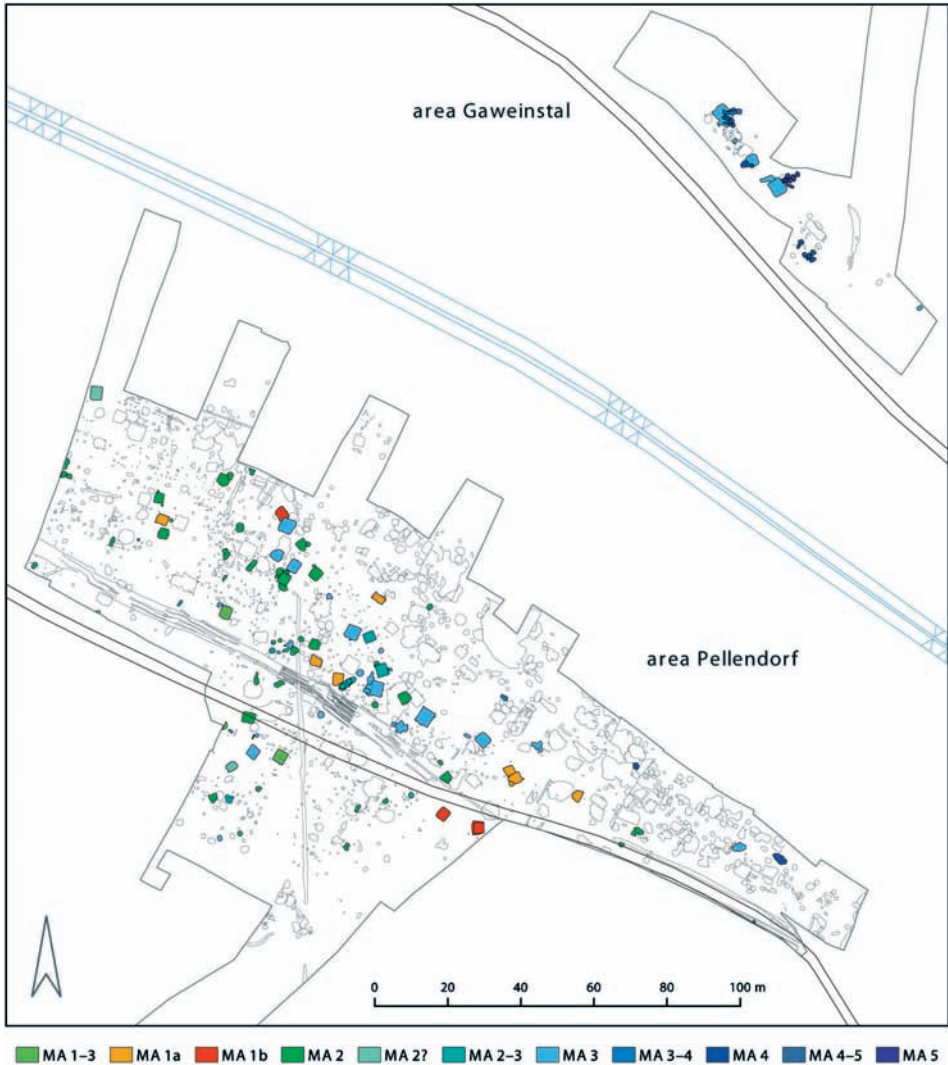 area Gaweinstal
area Pellendorf
0 20 40 60 80 100 m
MA 1–3 MA 1a MA 1b MA 2 MA 2? MA 2–3 MA 3 MA 3–4 MA 4 MA 4–5 MA 5